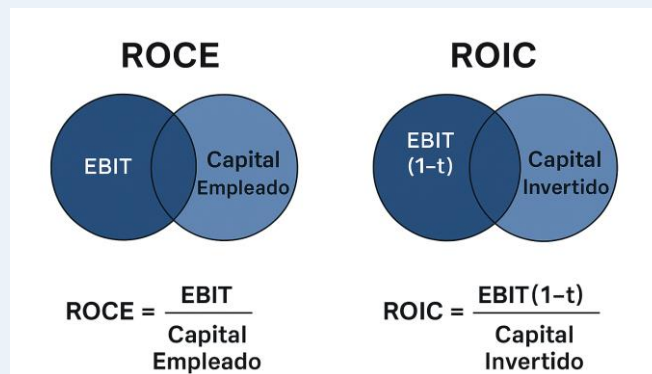 ROCE
EBIT
Capital
Empleado
ROCE = EBIT
Capital
Empleado
ROIC
EBIT
(1-t)
Capital
Invertido
ROIC = EBIT(1-t)
Capital
Invertido